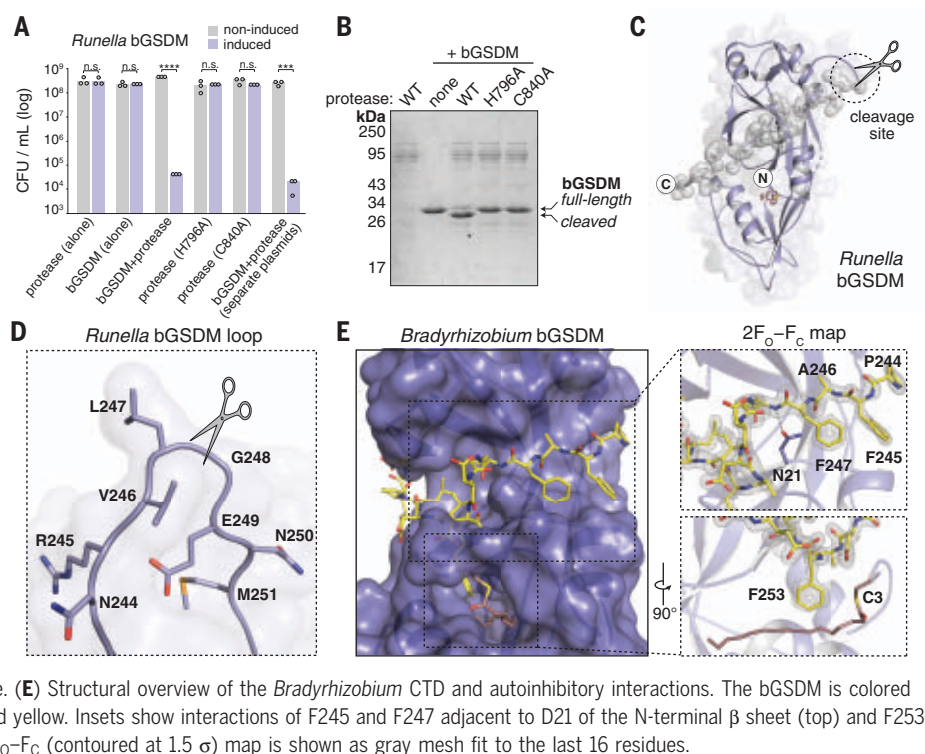 A
Runella bGSDM
non-induced
induced
n.s.
n.s.
****
n.s.
n.s.
***
CFU / mL (log)
10⁹
10⁸
10⁷
10⁶
10⁵
10⁴
10³
protease (alone)
bGSDM (alone)
bGSDM+protease
protease (H796A)
protease (C840A)
bGSDM+protease
(separate plasmids)
B
+ bGSDM
protease: WT none WT H796A C840A
kDa
250
95
43
34
26
17
bGSDM
full-length
cleaved
C
cleavage
site
C
N
Runella
bGSDM
D
Runella bGSDM loop
L247
G248
V246
E249
N250
R245
M251
N244
E
Bradyrhizobium bGSDM
2F₀–F_C map
P244
A246
N21
F247
F245
90°
F253
C3
e. (E) Structural overview of the Bradyrhizobium CTD and autoinhibitory interactions. The bGSDM is colored
d yellow. Insets show interactions of F245 and F247 adjacent to D21 of the N-terminal β sheet (top) and F253
O–F_C (contoured at 1.5 σ) map is shown as gray mesh fit to the last 16 residues.